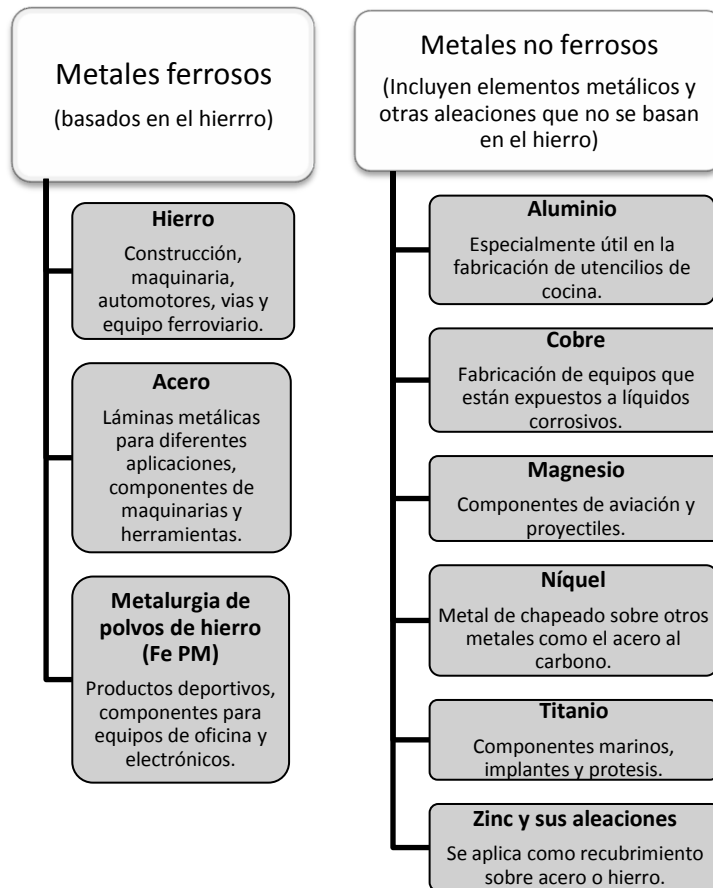 Metales ferrosos
(basados en el hierrro)
Hierro
Construcción,
maquinaria,
automotores, vias y
equipo ferroviario.
Acero
Láminas metálicas
para diferentes
aplicaciones,
componentes de
maquinarias y
herramientas.
Metalurgia de
polvos de hierro
(Fe PM)
Productos deportivos,
componentes para
equipos de oficina y
electrónicos.
Metales no ferrosos
(Incluyen elementos metálicos y
otras aleaciones que no se basan
en el hierro)
Aluminio
Especialmente útil en la
fabricación de utencilios de
cocina.
Cobre
Fabricación de equipos que
están expuestos a líquidos
corrosivos.
Magnesio
Componentes de aviación y
proyectiles.
Níquel
Metal de chapeado sobre otros
metales como el acero al
carbono.
Titanio
Componentes marinos,
implantes y protesis.
Zinc y sus aleaciones
Se aplica como recubrimiento
sobre acero o hierro.